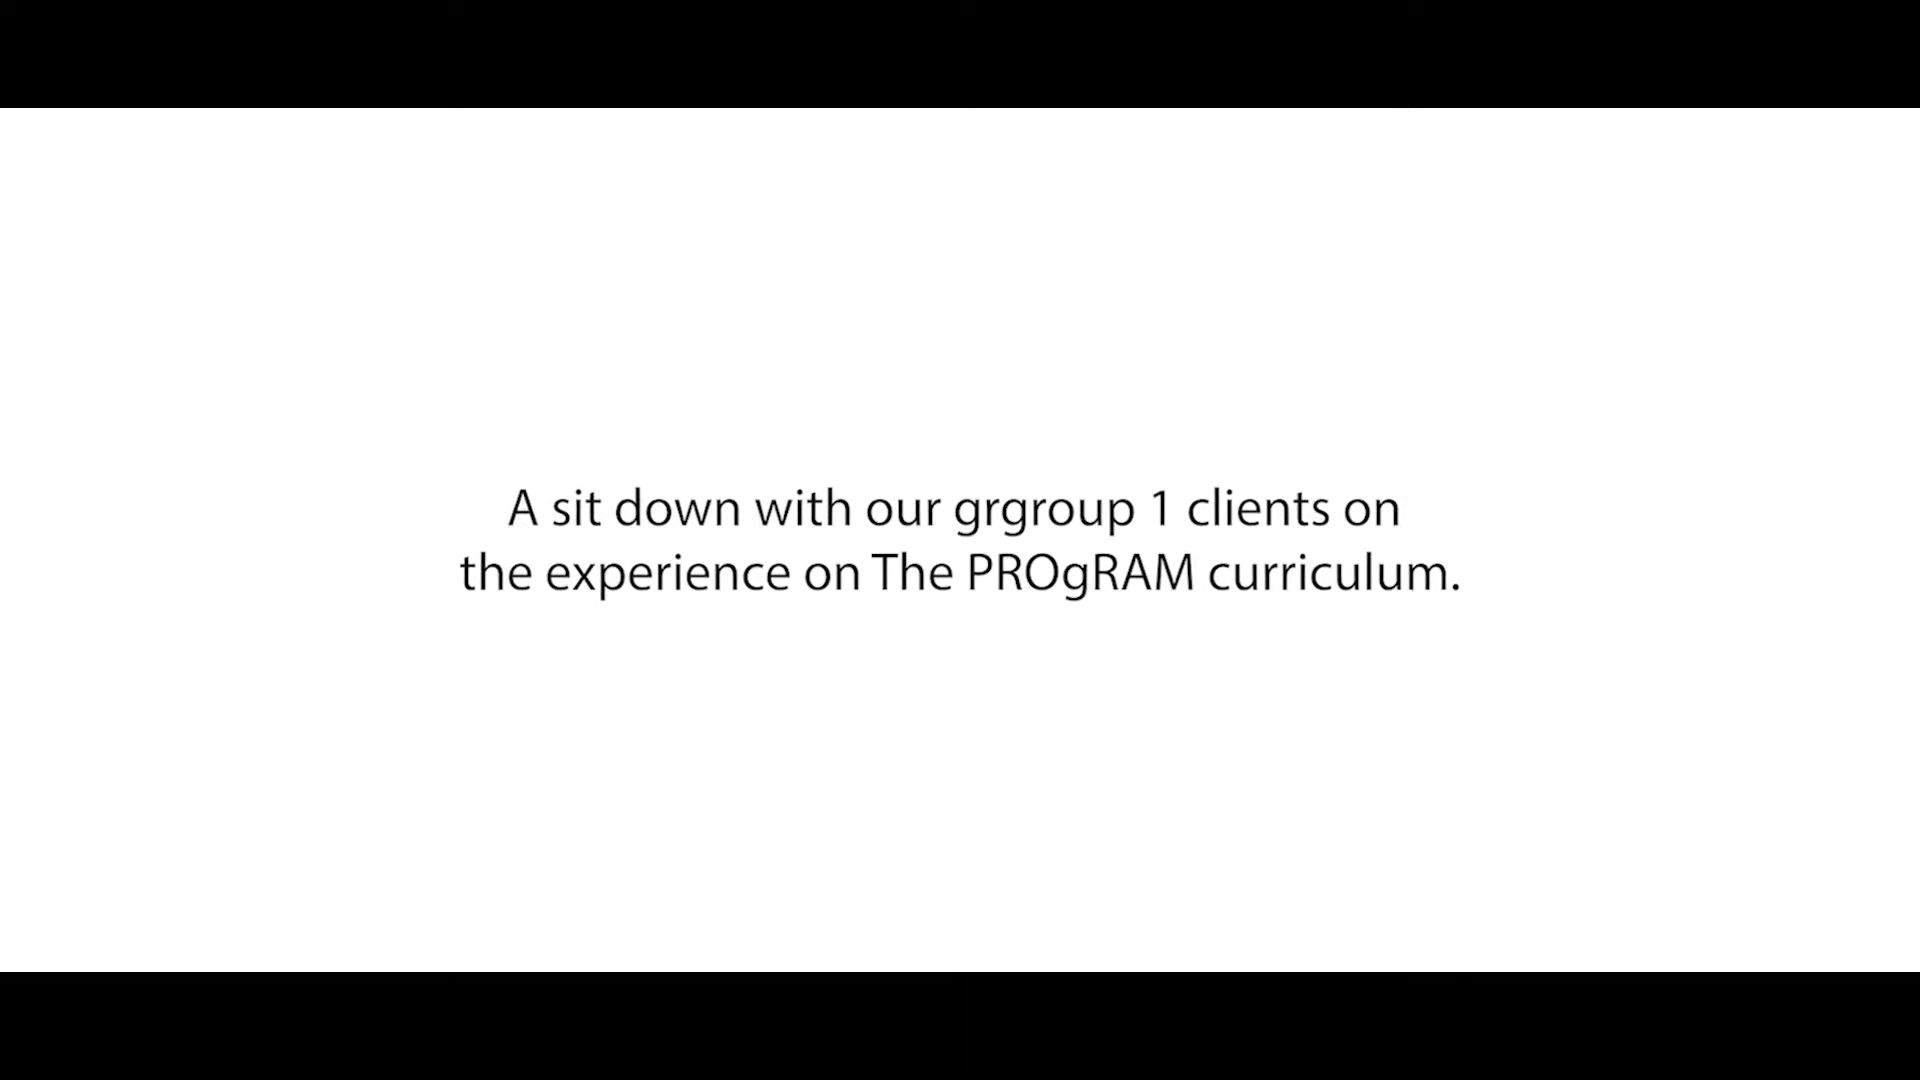 A sit down with our grgroup 1 clients on
the experience on The PROgRAM curriculum.